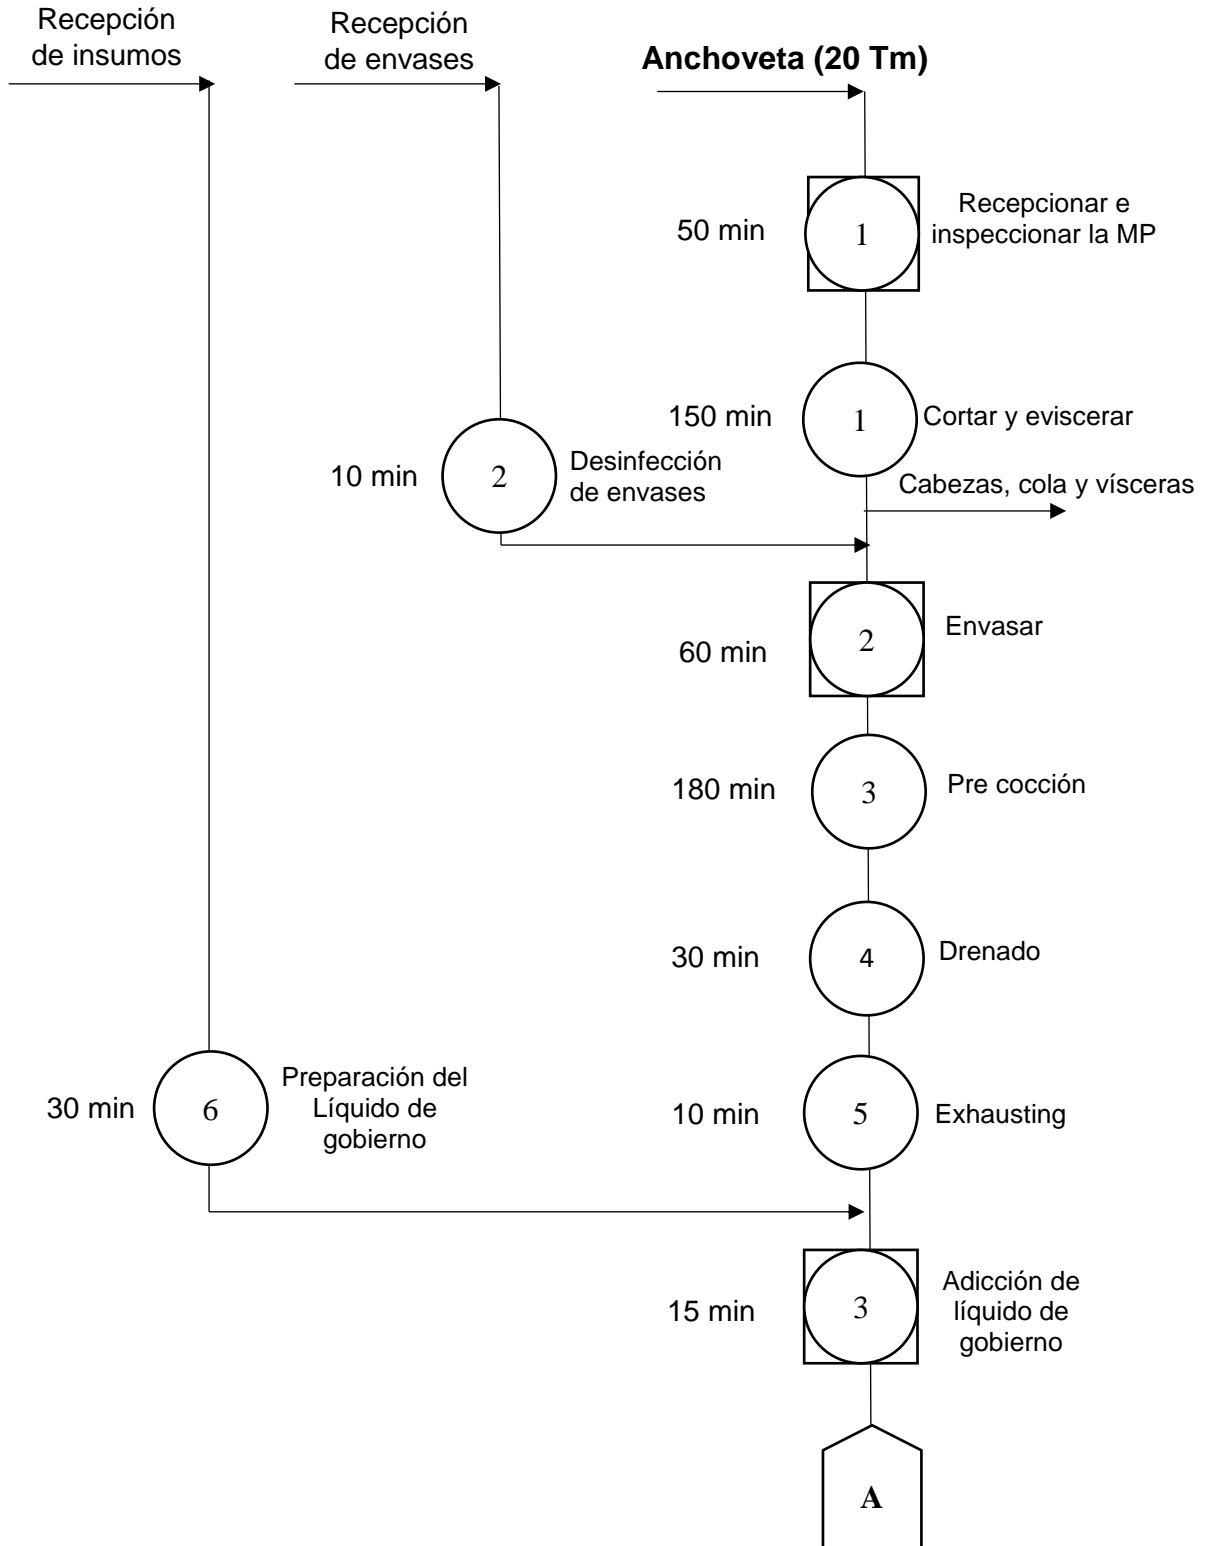 Recepción
de insumos
Recepción
de envases
Anchoveta (20 Tm)
50 min
1
Recepcionar e
inspeccionar la MP
150 min
1
Cortar y eviscerar
Cabezas, cola y vísceras
10 min
2
Desinfección
de envases
60 min
2
Envasar
180 min
3
Pre cocción
30 min
4
Drenado
30 min
6
Preparación del
Líquido de
gobierno
10 min
5
Exhausting
15 min
3
Adicción de
líquido de
gobierno
A